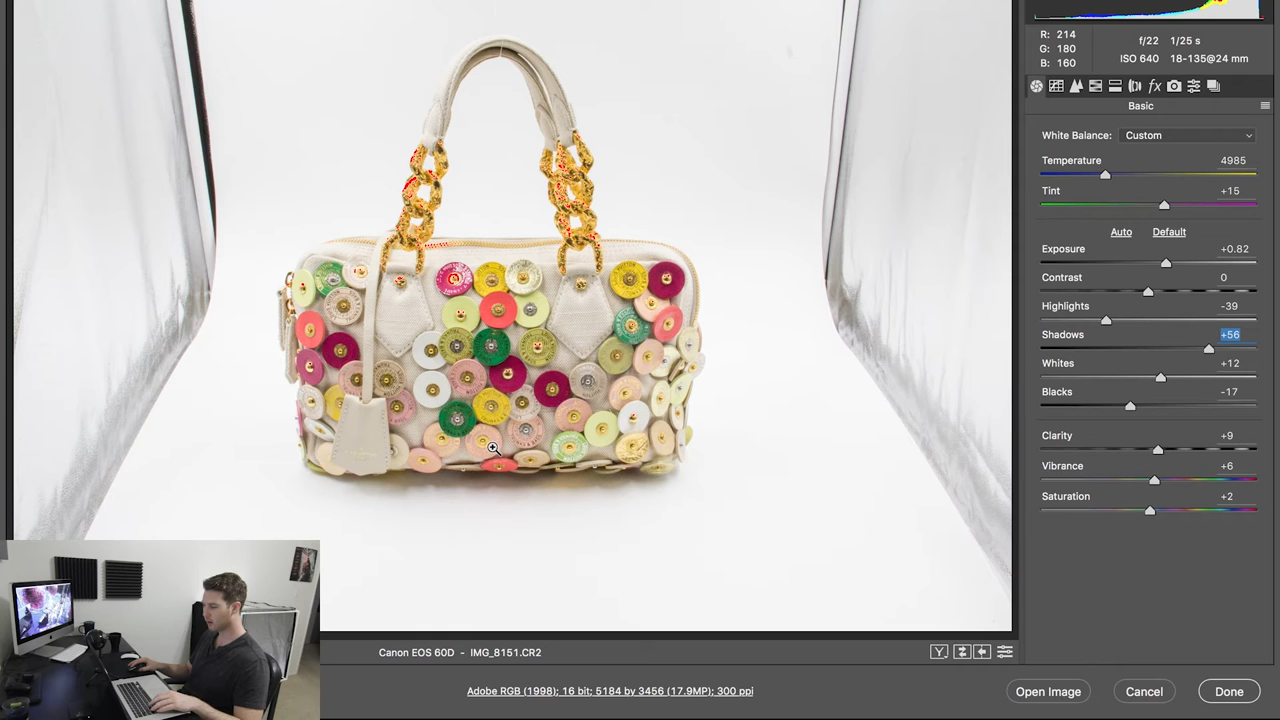 R: 214
G: 180
B: 160
f/22 1/25 s
ISO 640 18-135@24 mm
fx
Basic
White Balance: Custom
Temperature 4985
Tint +15
Auto Default
Exposure +0.82
Contrast 0
Highlights -39
Shadows +56
Whites +12
Blacks -17
Clarity +9
Vibrance +6
Saturation +2
Canon EOS 60D - IMG_8151.CR2
Y
Adobe RGB (1998); 16 bit; 5184 by 3456 (17.9MP); 300 ppi
Open Image Cancel Done